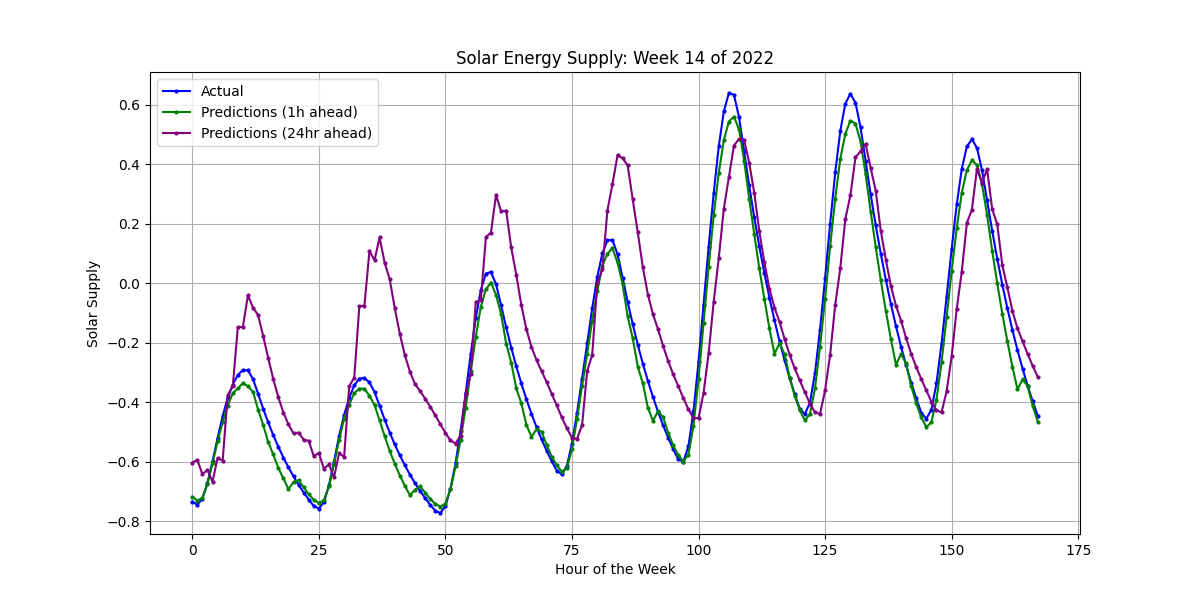 Solar Energy Supply: Week 14 of 2022
Actual
Predictions (1h ahead)
Predictions (24hr ahead)
0.6
0.4
0.2
0.0
−0.2
−0.4
−0.6
−0.8
Solar Supply
0 25 50 75 100 125 150 175
Hour of the Week